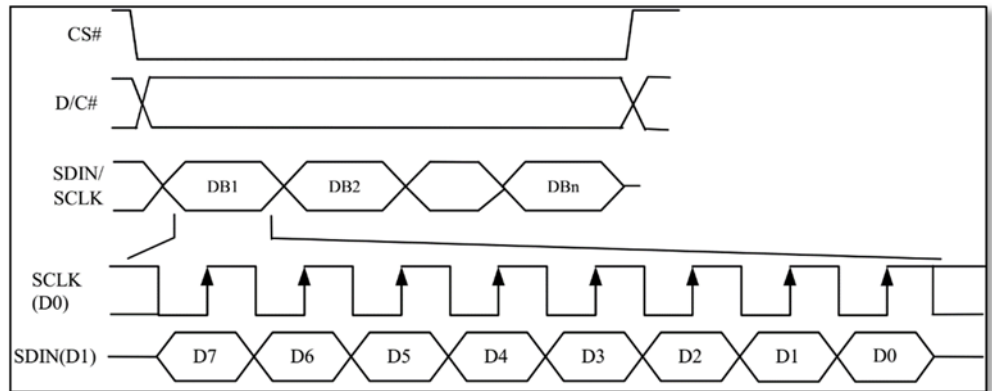 CS#
D/C#
SDIN/
SCLK
DB1 DB2 DBn
SCLK
(D0)
SDIN(D1) D7 D6 D5 D4 D3 D2 D1 D0